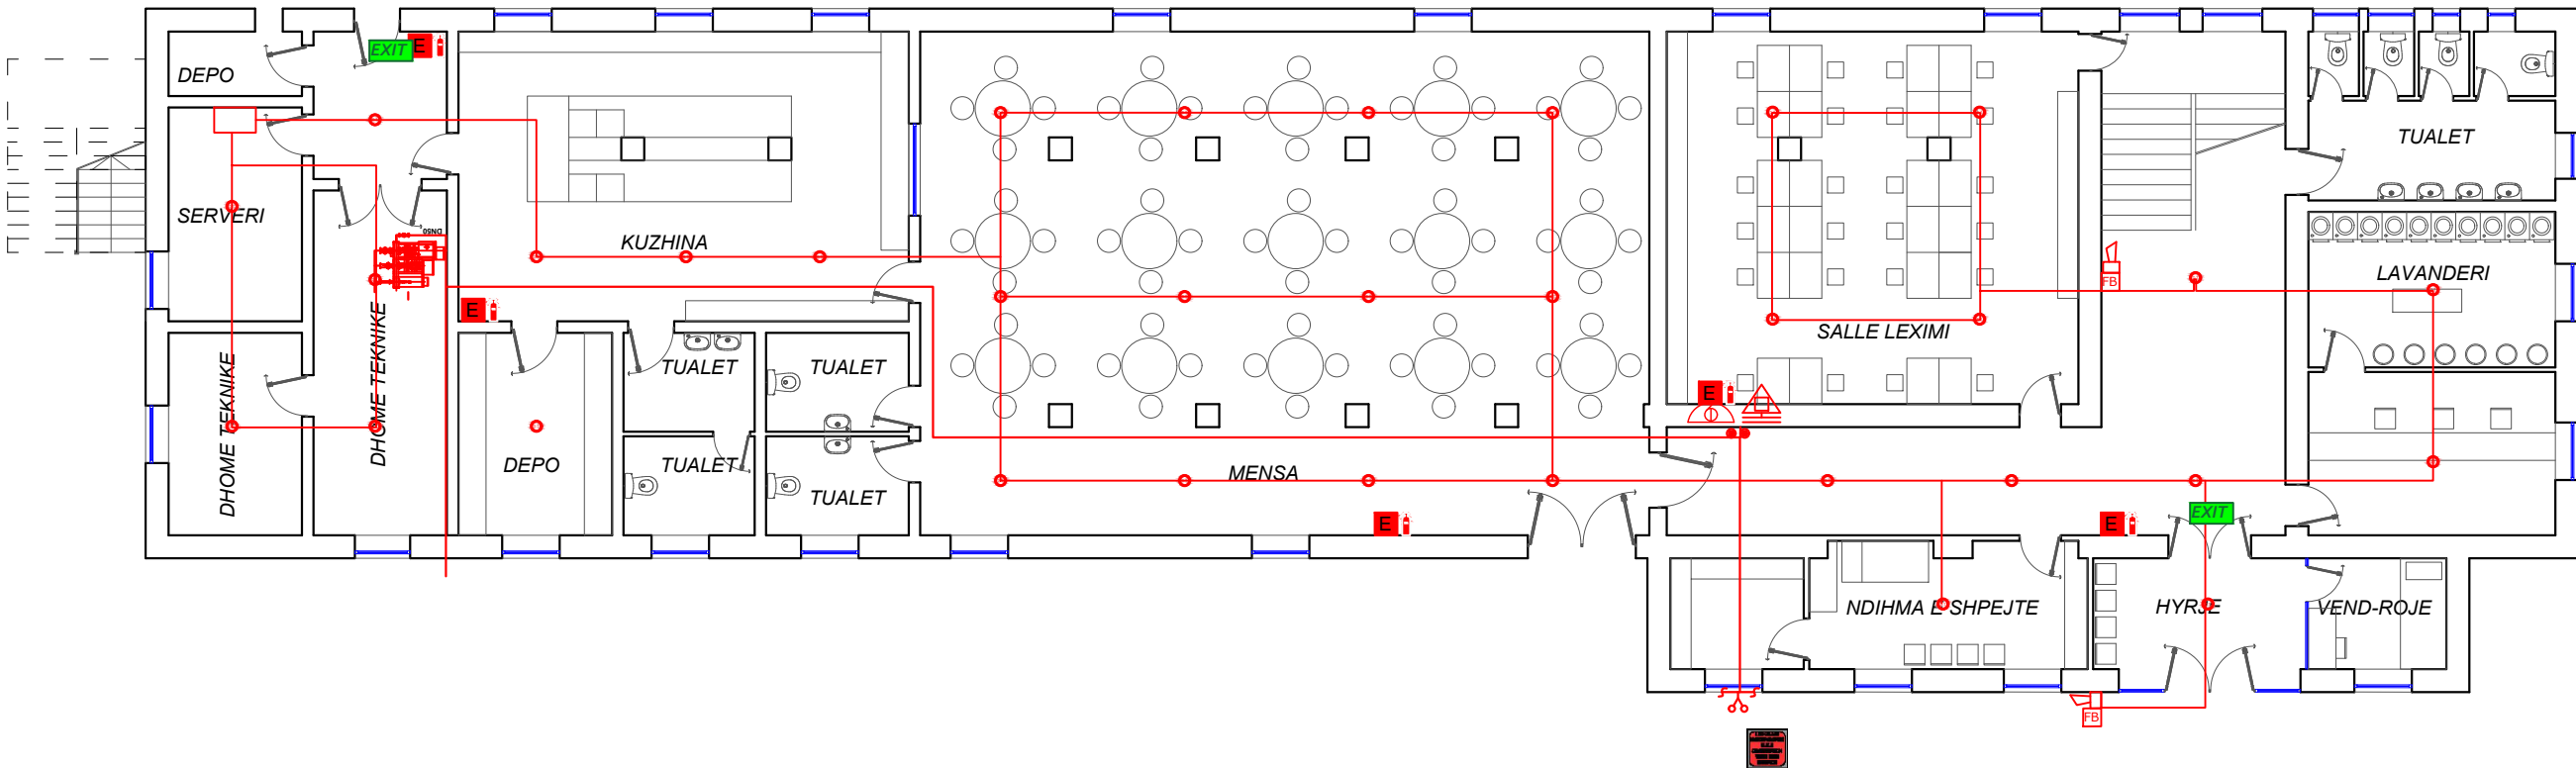 EXIT
E
DEPO
SERVERI
DHOME TEKNIKE
DHOME TEKNIKE
DN50
KUZHINA
E
DEPO
TUALET
TUALET
TUALET
TUALET
MENSA
E
SALLE LEXIMI
E
FB
TUALET
LAVANDERI
EXIT
E
NDIHMA E SHPEJTE
HYRJE
VEND-ROJE
FB